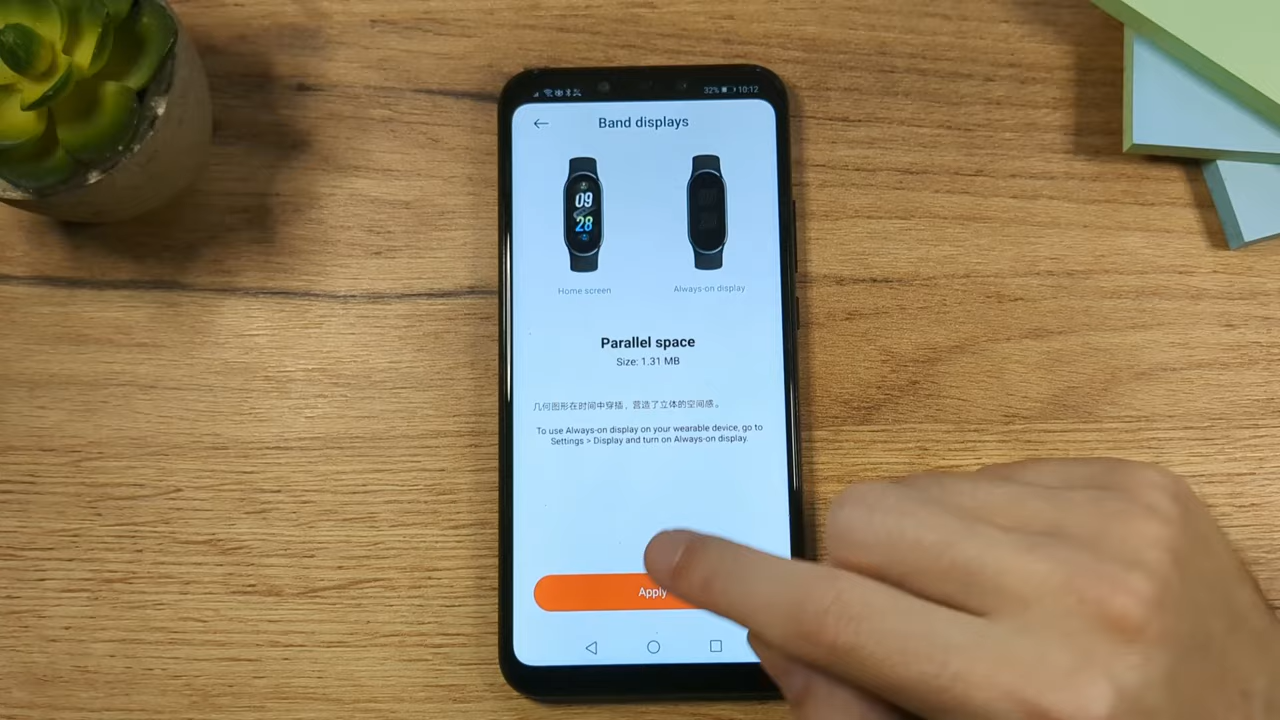 32% 10:12
Band displays
09
28
Home screen
Always-on display
Parallel space
Size: 1.31 MB
几何图形在时间中穿插，营造了立体的空间感。
To use Always-on display on your wearable device, go to
Settings > Display and turn on Always-on display.
Apply